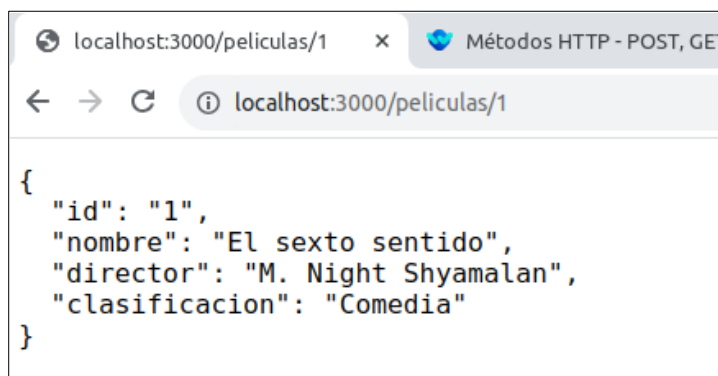 localhost:3000/peliculas/1
Métodos HTTP - POST, GET
localhost:3000/peliculas/1
{
"id": "1",
"nombre": "El sexto sentido",
"director": "M. Night Shyamalan",
"clasificacion": "Comedia"
}